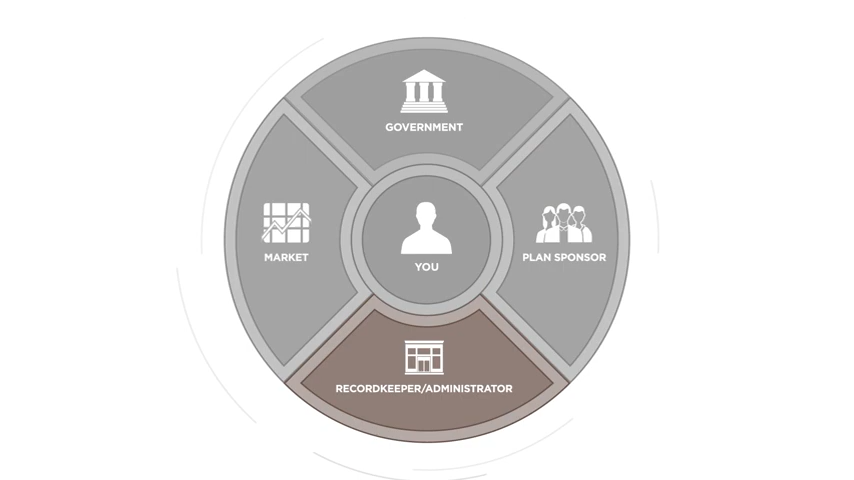 GOVERNMENT
MARKET
YOU
PLAN SPONSOR
RECORDKEEPER/ADMINISTRATOR